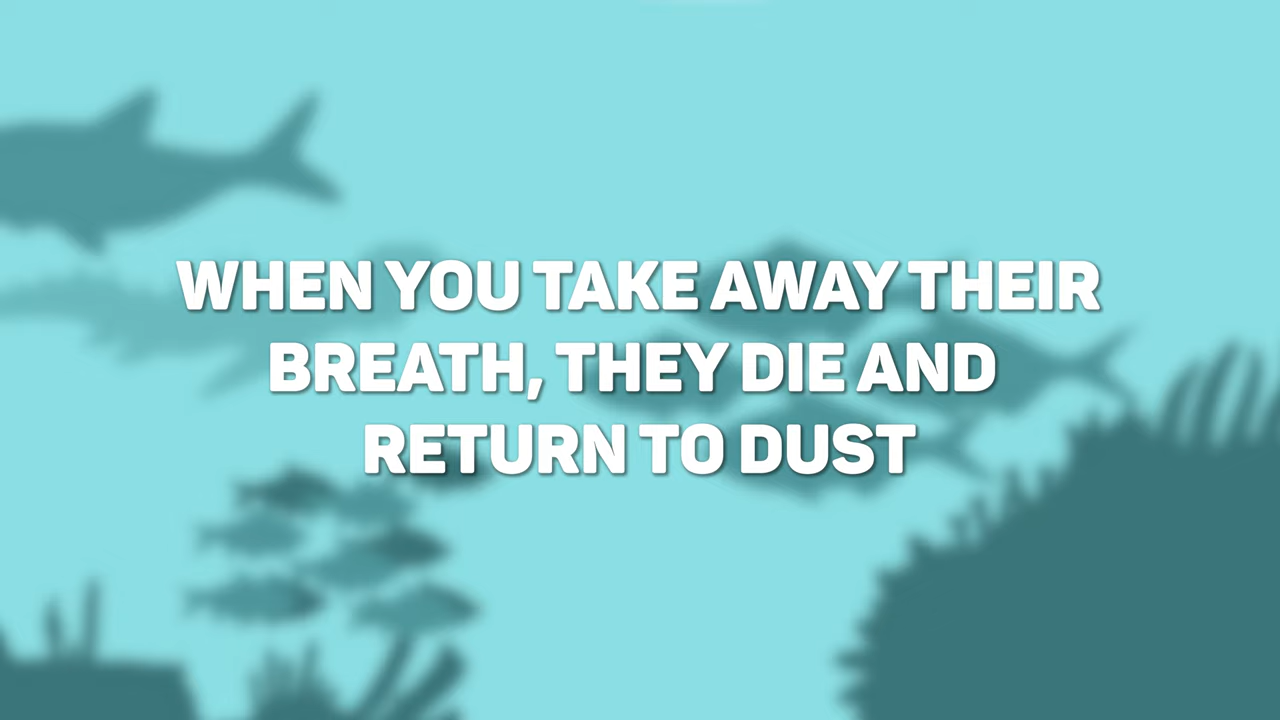 WHEN YOU TAKE AWAY THEIR
BREATH, THEY DIE AND
RETURN TO DUST